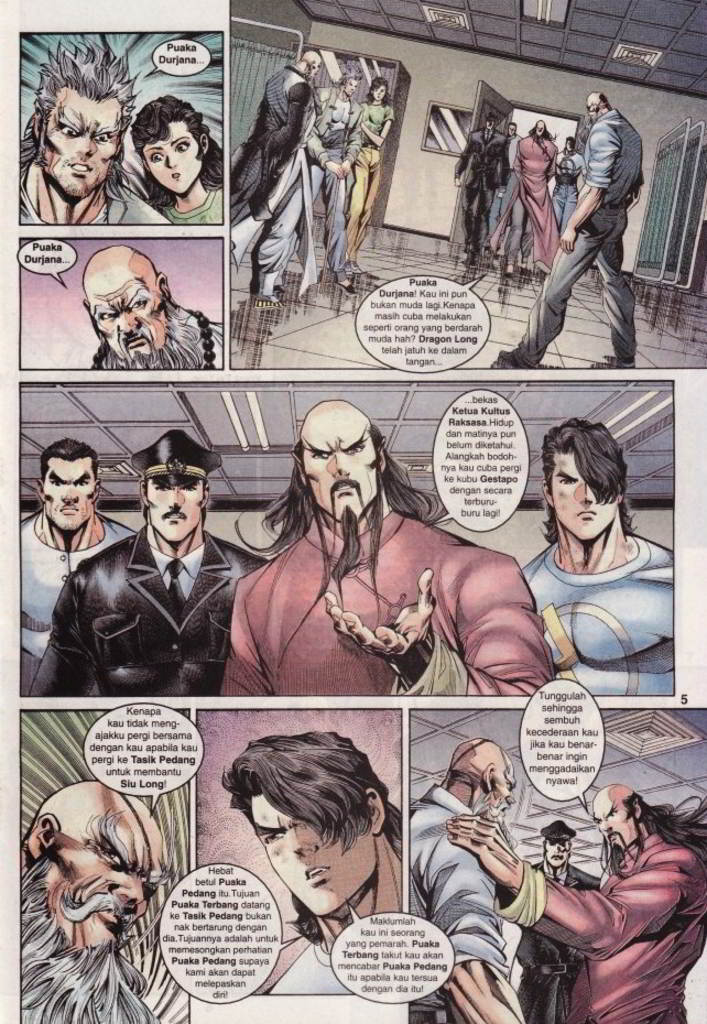 Puaka
Durjana...
Puaka
Durjana...
Puaka
Durjana! Kau ini pun
bukan muda lagi.Kenapa
masih cuba melakukan
seperti orang yang berdarah
muda hah? Dragon Long
telah jatuh ke dalam
tangan...
...bekas
Ketua Kultus
Raksasa.Hidup
dan matinya pun
belum diketahui.
Alangkah bodoh-
nya kau cuba pergi
ke kubu Gestapo
dengan secara
terburu-
buru lagi!
5
Kenapa
kau tidak meng-
ajakku pergi bersama
dengan kau apabila kau
pergi ke Tasik Pedang
untuk membantu
Siu Long!
Hebat
betul Puaka
Pedang itu.Tujuan
Puaka Terbang datang
ke Tasik Pedang bukan
nak bertarung dengan
dia.Tujuannya adalah untuk
memesongkan perhatian
Puaka Pedang supaya
kami akan dapat
melepaskan
diri!
Maklumlah
kau ini seorang
yang pemarah. Puaka
Terbang takut kau akan
mencabar Puaka Pedang
itu apabila kau tersua
dengan dia itu!
Tunggulah
sehingga
sembuh
kecederaan kau
jika kau benar-
benar ingin
menggadaikan
nyawa!